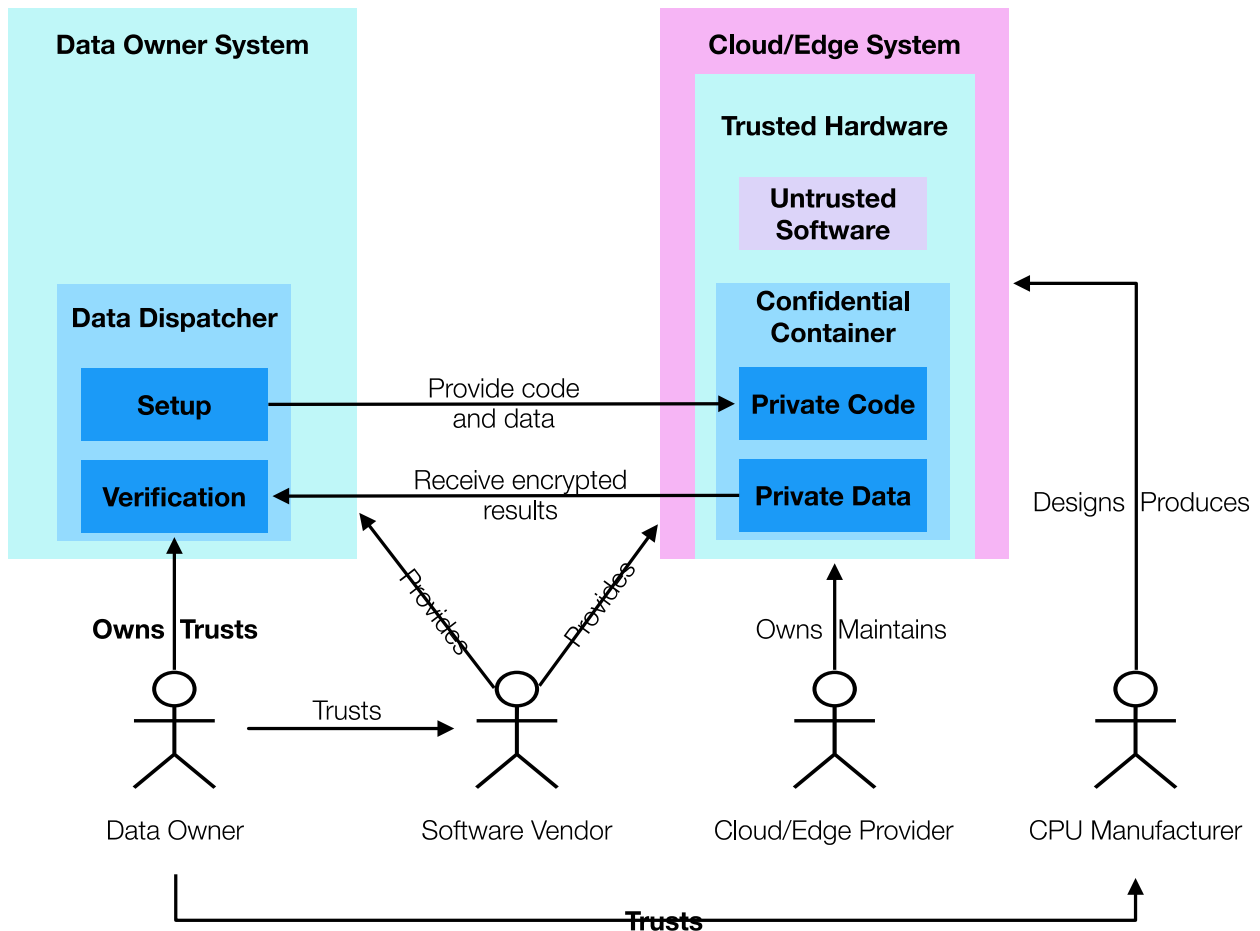 Data Owner System
Cloud/Edge System
Trusted Hardware
Untrusted
Software
Data Dispatcher
Confidential
Container
Setup
Provide code
and data
Private Code
Verification
Receive encrypted
results
Private Data
Designs Produces
Provides
Provides
Owns Trusts
Owns Maintains
Trusts
Data Owner
Software Vendor
Cloud/Edge Provider
CPU Manufacturer
Trusts